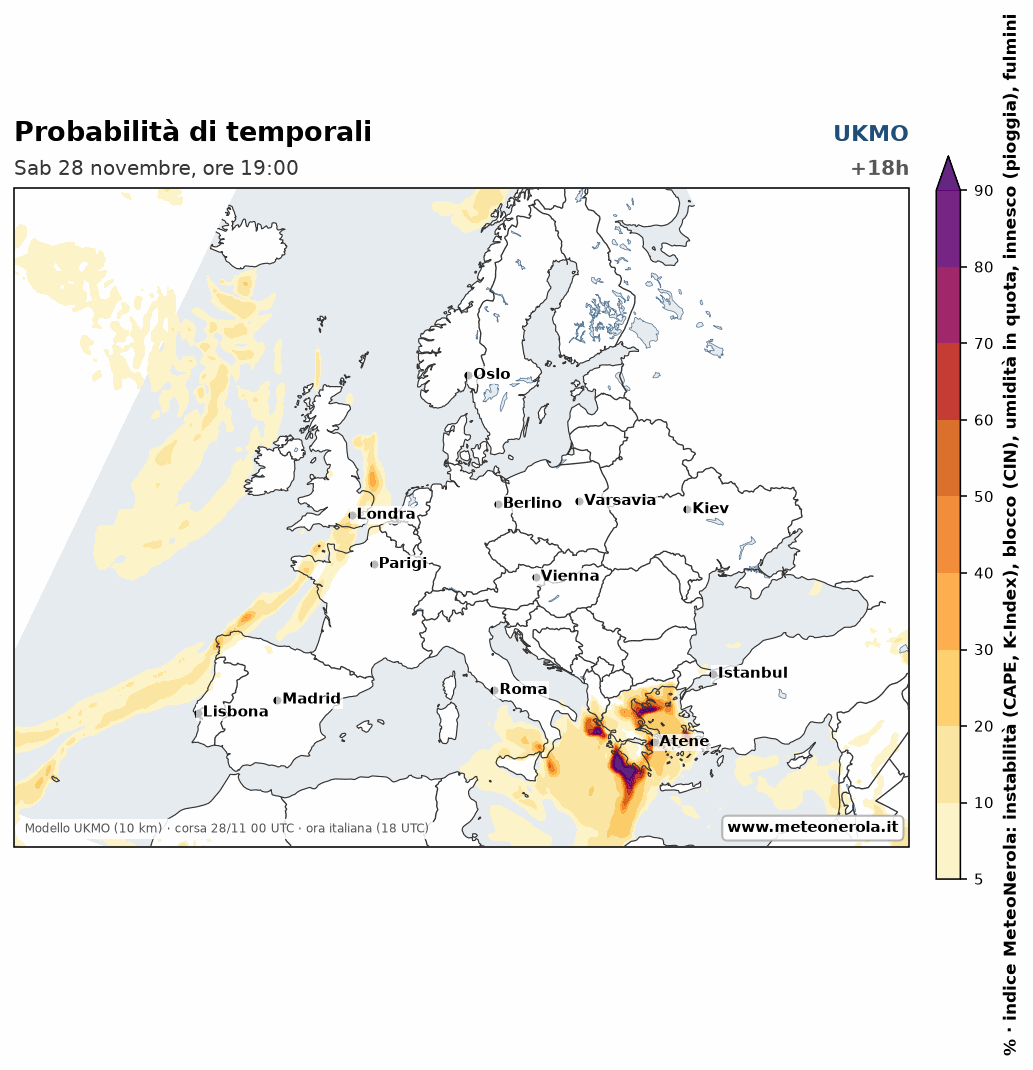 Probabilità di temporali
UKMO
Sab 28 novembre, ore 19:00
+18h
Oslo
Londra
Berlino
Varsavia
Kiev
Parigi
Vienna
Istanbul
Roma
Madrid
Lisbona
Atene
Modello UKMO (10 km) · corsa 28/11 00 UTC · ora italiana (18 UTC)
www.meteonerola.it
90
80
70
60
50
40
30
20
10
5
% · indice MeteoNerola: instabilità (CAPE, K-Index), blocco (CIN), umidità in quota, innesco (pioggia), fulmini